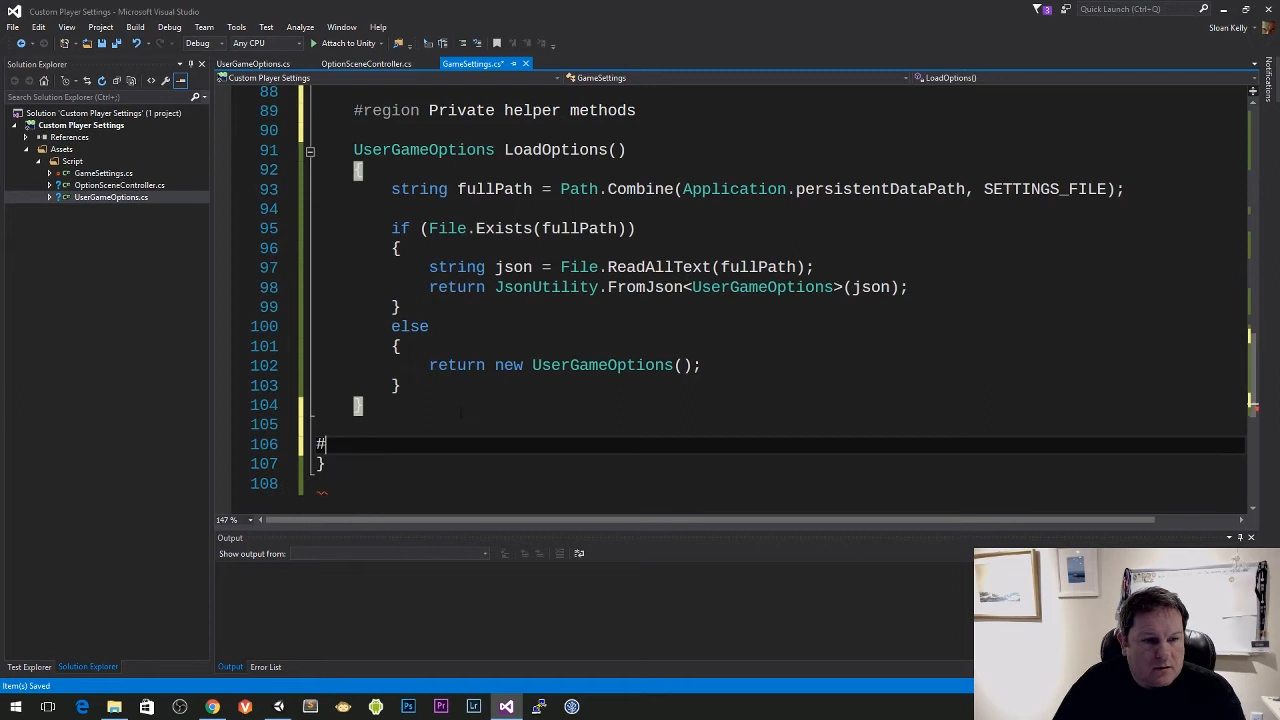 Custom Player Settings - Microsoft Visual Studio
3
Quick Launch (Ctrl+Q)
File Edit View Project Build Debug Team Tools Architecture Test Analyze Window Help
Sloan Kelly
Debug Any CPU Attach to Unity
Solution Explorer
UserGameOptions.cs OptionSceneController.cs GameSettings.cs*
Custom Player Settings GameSettings LoadOptions()
Notifications
Search Solution Explorer (Ctrl+;)
Solution 'Custom Player Settings' (1 project)
Custom Player Settings
References
Assets
Script
GameSettings.cs
OptionSceneController.cs
UserGameOptions.cs
88
89 #region Private helper methods
90
91 UserGameOptions LoadOptions()
92 {
93 string fullPath = Path.Combine(Application.persistentDataPath, SETTINGS_FILE);
94
95 if (File.Exists(fullPath))
96 {
97 string json = File.ReadAllText(fullPath);
98 return JsonUtility.FromJson<UserGameOptions>(json);
99 }
100 else
101 {
102 return new UserGameOptions();
103 }
104 }
105
106 #
107 }
108
147 %
Output
Show output from:
Test Explorer Solution Explorer Output Error List
Item(s) Saved
Ps Pr Lr